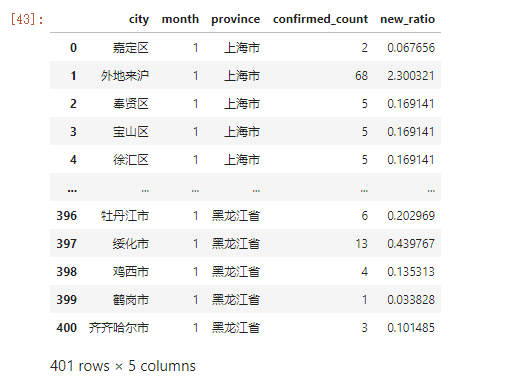 [43]:
city month province confirmed_count new_ratio
0 嘉定区 1 上海市 2 0.067656
1 外地来沪 1 上海市 68 2.300321
2 奉贤区 1 上海市 5 0.169141
3 宝山区 1 上海市 5 0.169141
4 徐汇区 1 上海市 5 0.169141
... ... ... ... ... ...
396 牡丹江市 1 黑龙江省 6 0.202969
397 绥化市 1 黑龙江省 13 0.439767
398 鸡西市 1 黑龙江省 4 0.135313
399 鹤岗市 1 黑龙江省 1 0.033828
400 齐齐哈尔市 1 黑龙江省 3 0.101485
401 rows × 5 columns